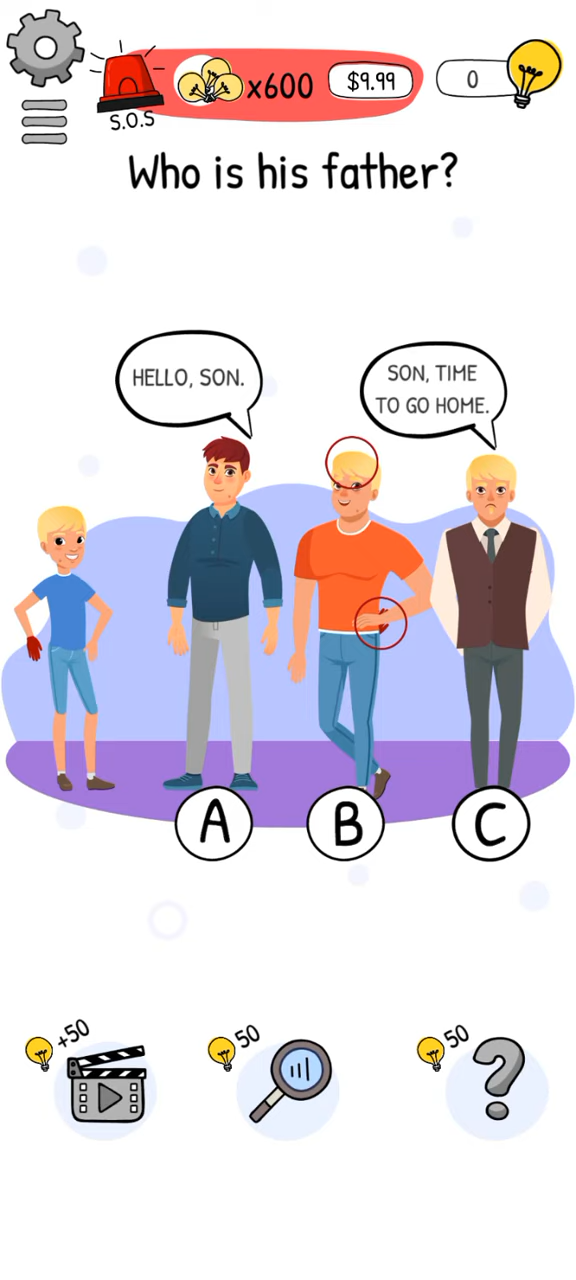 x600
$9.99
0
S.O.S
Who is his father?
HELLO, SON.
SON, TIME
TO GO HOME.
A
B
C
+50
50
50
?